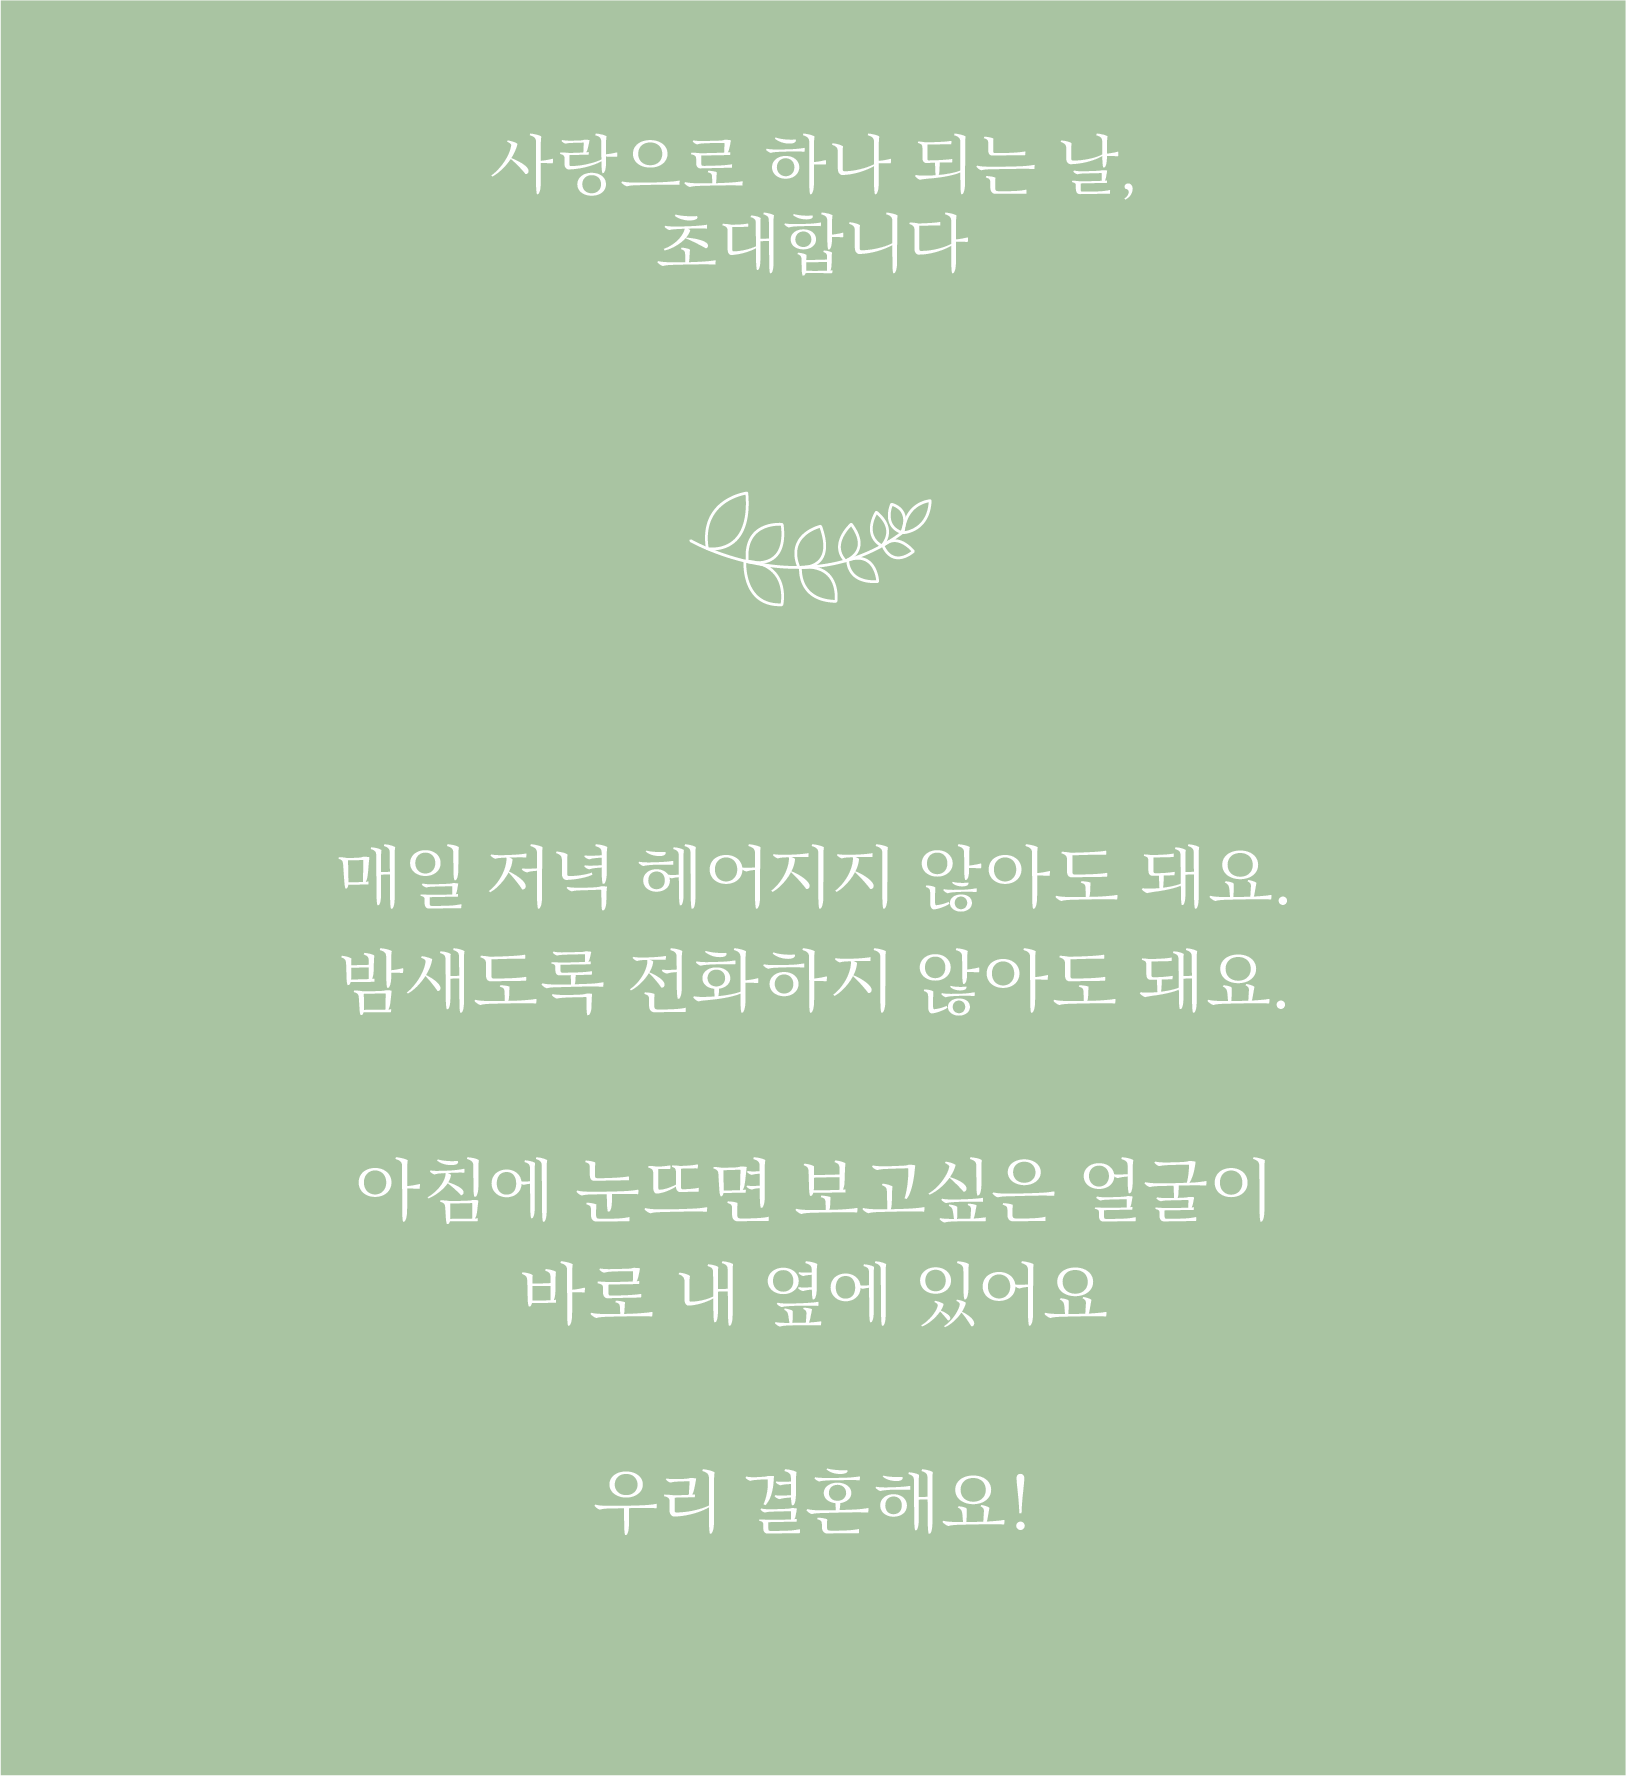 사랑으로 하나 되는 날,
초대합니다
매일 저녁 헤어지지 않아도 돼요.
밤새도록 전화하지 않아도 돼요.
아침에 눈뜨면 보고싶은 얼굴이
바로 내 옆에 있어요
우리 결혼해요!